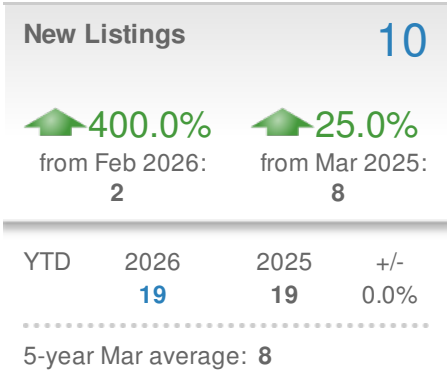 New Listings 10
400.0% 25.0%
from Feb 2026: from Mar 2025:
2 8
YTD 2026 2025 +/-
19 19 0.0%
5-year Mar average: 8